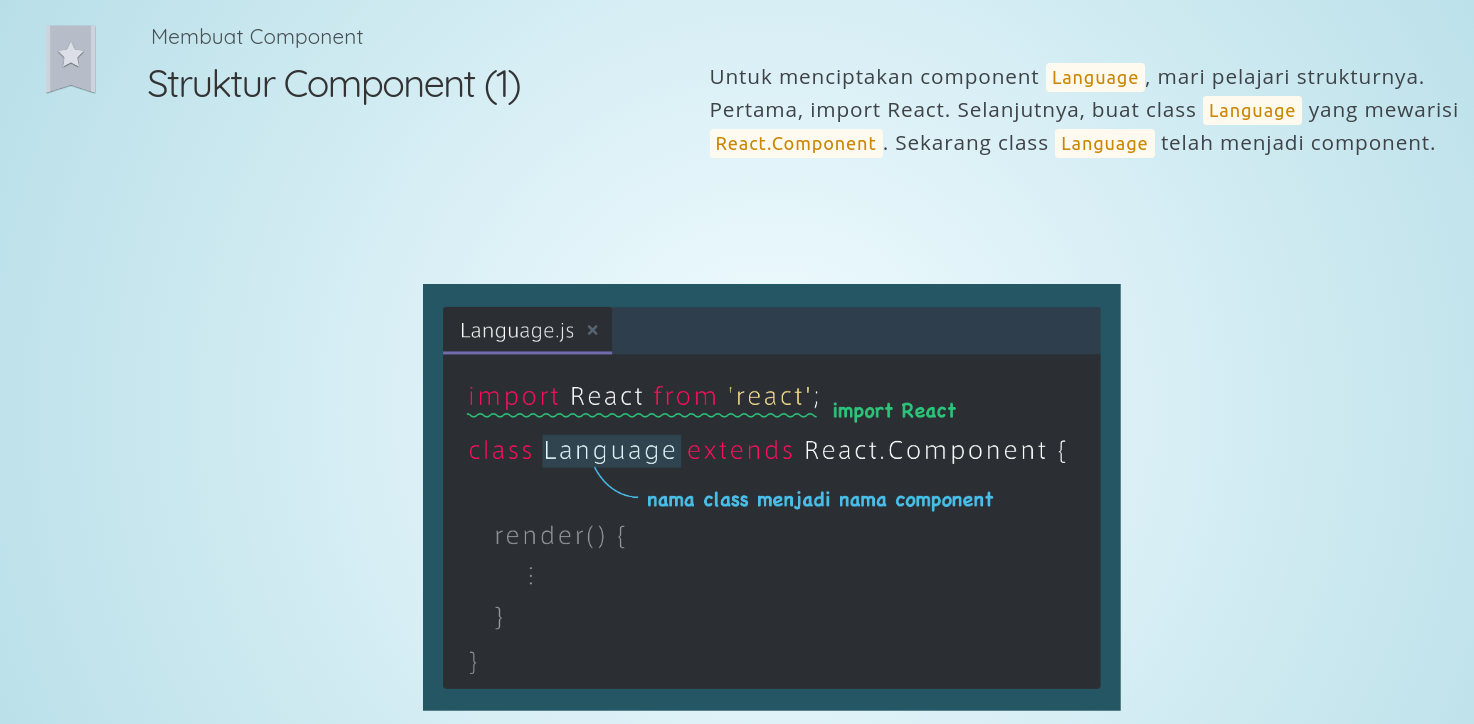 Membuat Component
Struktur Component (1)
Untuk menciptakan component Language, mari pelajari strukturnya.
Pertama, import React. Selanjutnya, buat class Language yang mewarisi
React.Component. Sekarang class Language telah menjadi component.
Language.js ×
import React from 'react';
import React
class Language extends React.Component {
nama class menjadi nama component
render() {
⋮
}
}